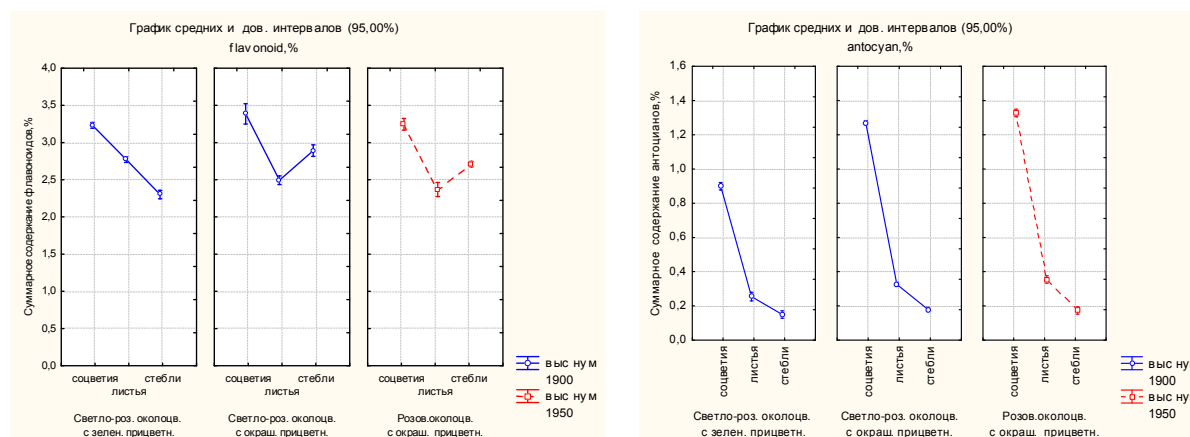 График средних и дов. интервалов (95,00%)
flavonoid,%
Суммарное содержание флавоноидов,%
4,0
3,5
3,0
2,5
2,0
1,5
1,0
0,5
0,0
соцветия стебли
листья
соцветия стебли
листья
соцветия стебли
листья
Светло-роз. околоцв.
с зелен. прицветн.
Светло-роз. околоцв.
с окраш. прицветн.
Розов.околоцв.
с окраш. прицветн.
выс ну м
1900
выс ну м
1950
График средних и дов. интервалов (95,00%)
antocyan,%
Суммарное содержание антоцианов,%
1,6
1,4
1,2
1,0
0,8
0,6
0,4
0,2
0,0
соцветия
листья
стебли
соцветия
листья
стебли
соцветия
листья
стебли
Светло-роз. околоцв.
с зелен. прицветн.
Светло-роз. околоцв.
с окраш. прицветн.
Розов.околоцв.
с окраш. прицветн.
выс ну
1900
выс ну
1950